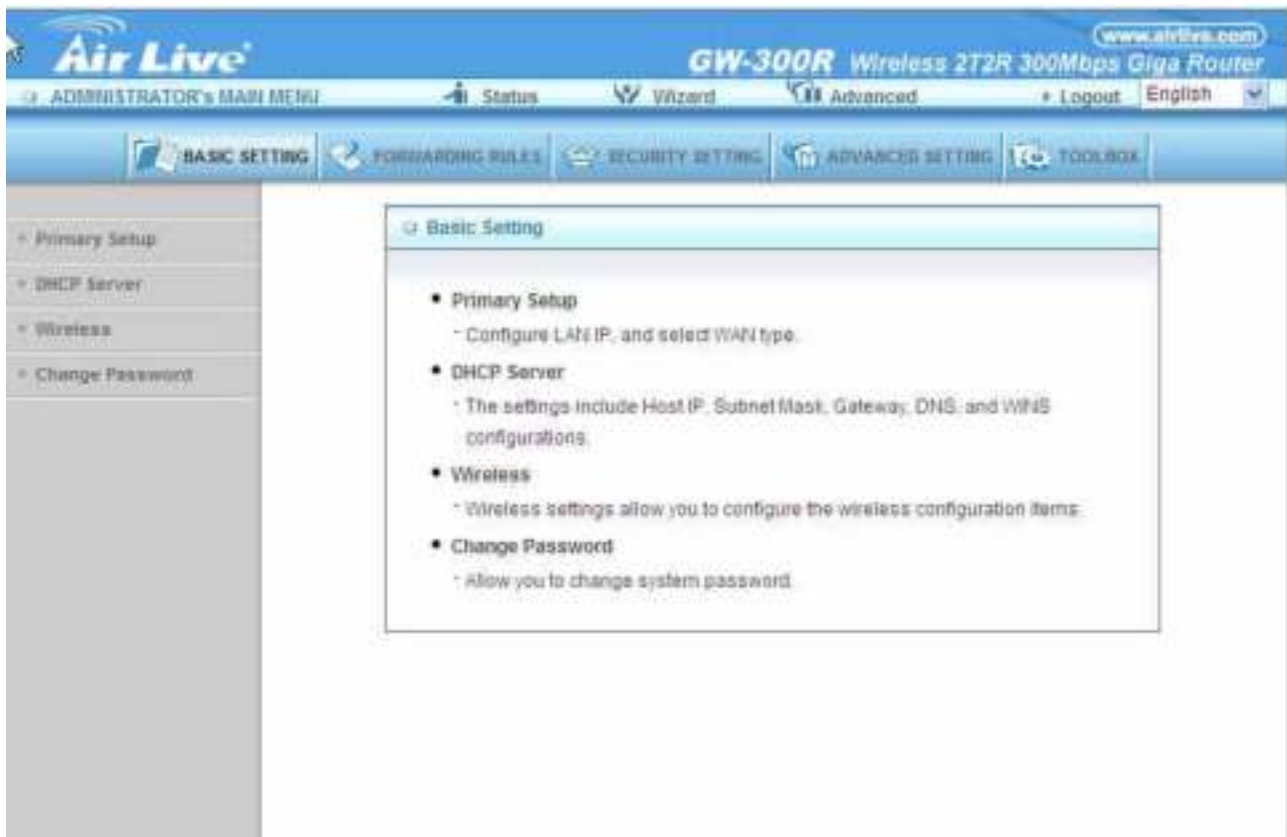 Air Live
www.airlive.com
GW-300R Wireless 2T2R 300Mbps Giga Router
ADMINISTRATOR's MAIN MENU Status Wizard Advanced Logout English
BASIC SETTING FORWARDING RULES SECURITY SETTING ADVANCED SETTING TOOLBOX
Primary Setup
DHCP Server
Wireless
Change Password
Basic Setting
• Primary Setup
- Configure LAN IP, and select WAN type.
• DHCP Server
- The settings include Host IP, Subnet Mask, Gateway, DNS, and WINS
configurations.
• Wireless
- Wireless settings allow you to configure the wireless configuration items.
• Change Password
- Allow you to change system password.